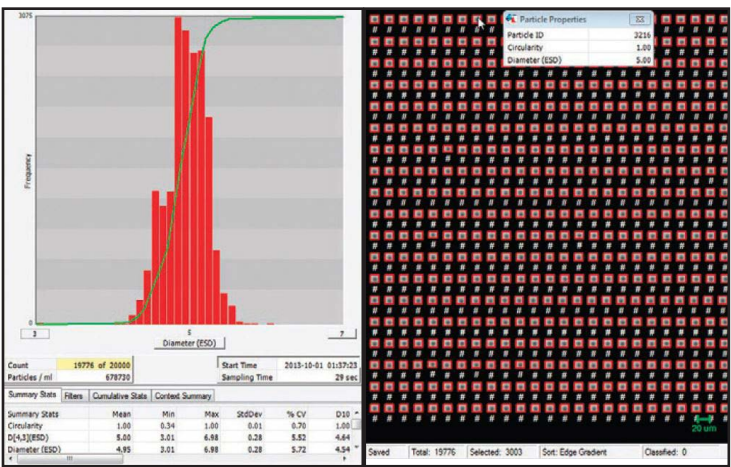 3075
Frequency
0
3 5 7
Diameter (ESD)
Count 19776 of 20000 Start Time 2013-10-01 01:37:23
Particles / ml 678730 Sampling Time 29 sec
Summary Stats Filters Cumulative Stats Context Summary
Summary Stats Mean Min Max StdDev % CV D10
Circularity 1.00 0.34 1.00 0.01 0.70 1.00
D[4,3](ESD) 5.00 3.01 6.98 0.28 5.52 4.64
Diameter (ESD) 4.95 3.01 6.98 0.28 5.72 4.54
Particle Properties
Particle ID 3216
Circularity 1.00
Diameter (ESD) 5.00
20 um
Saved Total: 19776 Selected: 3003 Sort: Edge Gradient Classified: 0